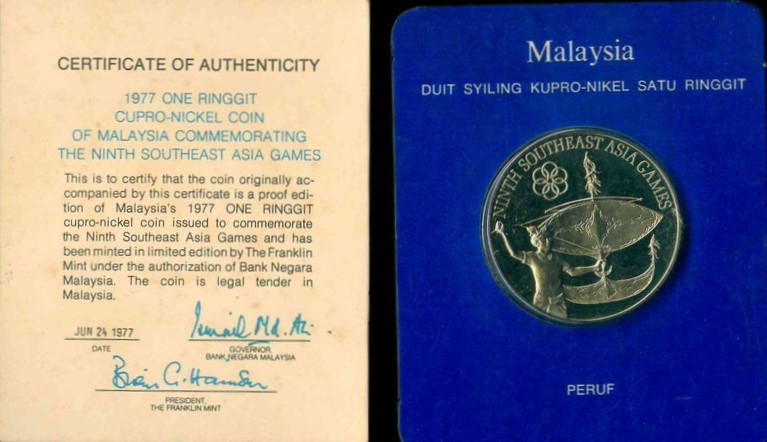 CERTIFICATE OF AUTHENTICITY
1977 ONE RINGGIT
CUPRO-NICKEL COIN
OF MALAYSIA COMMEMORATING
THE NINTH SOUTHEAST ASIA GAMES
This is to certify that the coin originally ac-
companied by this certificate is a proof edi-
tion of Malaysia's 1977 ONE RINGGIT
cupro-nickel coin issued to commemorate
the Ninth Southeast Asia Games and has
been minted in limited edition by The Franklin
Mint under the authorization of Bank Negara
Malaysia. The coin is legal tender in
Malaysia.
JUN 24 1977
Ismail Md. Ali
DATE
GOVERNOR,
BANK NEGARA MALAYSIA
PRESIDENT,
THE FRANKLIN MINT
Malaysia
DUIT SYILING KUPRO-NIKEL SATU RINGGIT
NINTH SOUTHEAST ASIA GAMES
PERUF